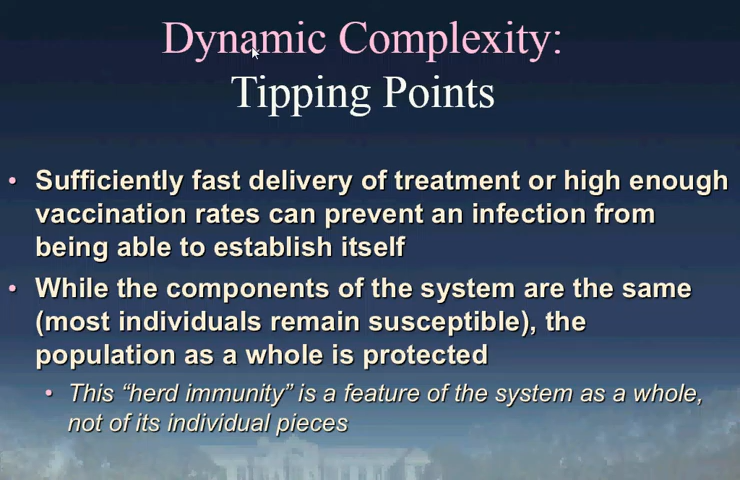 Dynamic Complexity:
Tipping Points
• Sufficiently fast delivery of treatment or high enough
vaccination rates can prevent an infection from
being able to establish itself
• While the components of the system are the same
(most individuals remain susceptible), the
population as a whole is protected
• This “herd immunity” is a feature of the system as a whole,
not of its individual pieces